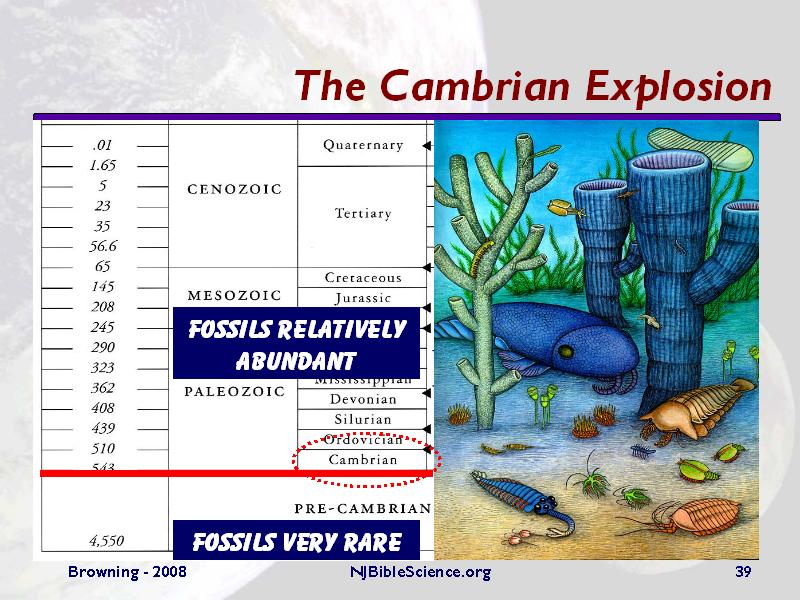 The Cambrian Explosion
.01
1.65
5
23
35
56.6
65
145
208
245
290
323
362
408
439
510
543
4,550
CENOZOIC
MESOZOIC
PALEOZOIC
Quaternary
Tertiary
Cretaceous
Jurassic
Mississippian
Devonian
Silurian
Ordovician
Cambrian
PRE-CAMBRIAN
FOSSILS RELATIVELY
ABUNDANT
FOSSILS VERY RARE
Browning - 2008
NJBibleScience.org
39